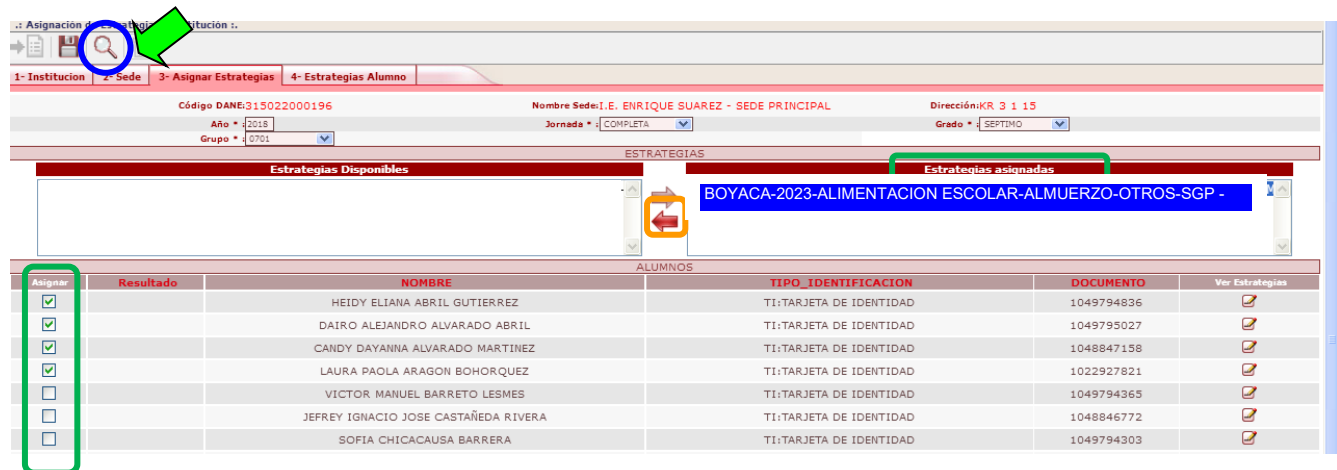 .: Asignación de Estrategia Institución :.
1- Institucion 2- Sede 3- Asignar Estrategias 4- Estrategias Alumno
Código DANE:315022000196 Nombre Sede:I.E. ENRIQUE SUAREZ - SEDE PRINCIPAL Dirección:KR 3 1 15
Año * : 2018 Jornada * : COMPLETA Grado * : SEPTIMO
Grupo * : 0701
ESTRATEGIAS
Estrategias Disponibles Estrategias asignadas
BOYACA-2023-ALIMENTACION ESCOLAR-ALMUERZO-OTROS-SGP -
ALUMNOS
Asignar Resultado NOMBRE TIPO_IDENTIFICACION DOCUMENTO Ver Estrategias
HEIDY ELIANA ABRIL GUTIERREZ TI:TARJETA DE IDENTIDAD 1049794836
DAIRO ALEJANDRO ALVARADO ABRIL TI:TARJETA DE IDENTIDAD 1049795027
CANDY DAYANNA ALVARADO MARTINEZ TI:TARJETA DE IDENTIDAD 1048847158
LAURA PAOLA ARAGON BOHORQUEZ TI:TARJETA DE IDENTIDAD 1022927821
VICTOR MANUEL BARRETO LESMES TI:TARJETA DE IDENTIDAD 1049794365
JEFREY IGNACIO JOSE CASTAÑEDA RIVERA TI:TARJETA DE IDENTIDAD 1048846772
SOFIA CHICACAUSA BARRERA TI:TARJETA DE IDENTIDAD 1049794303